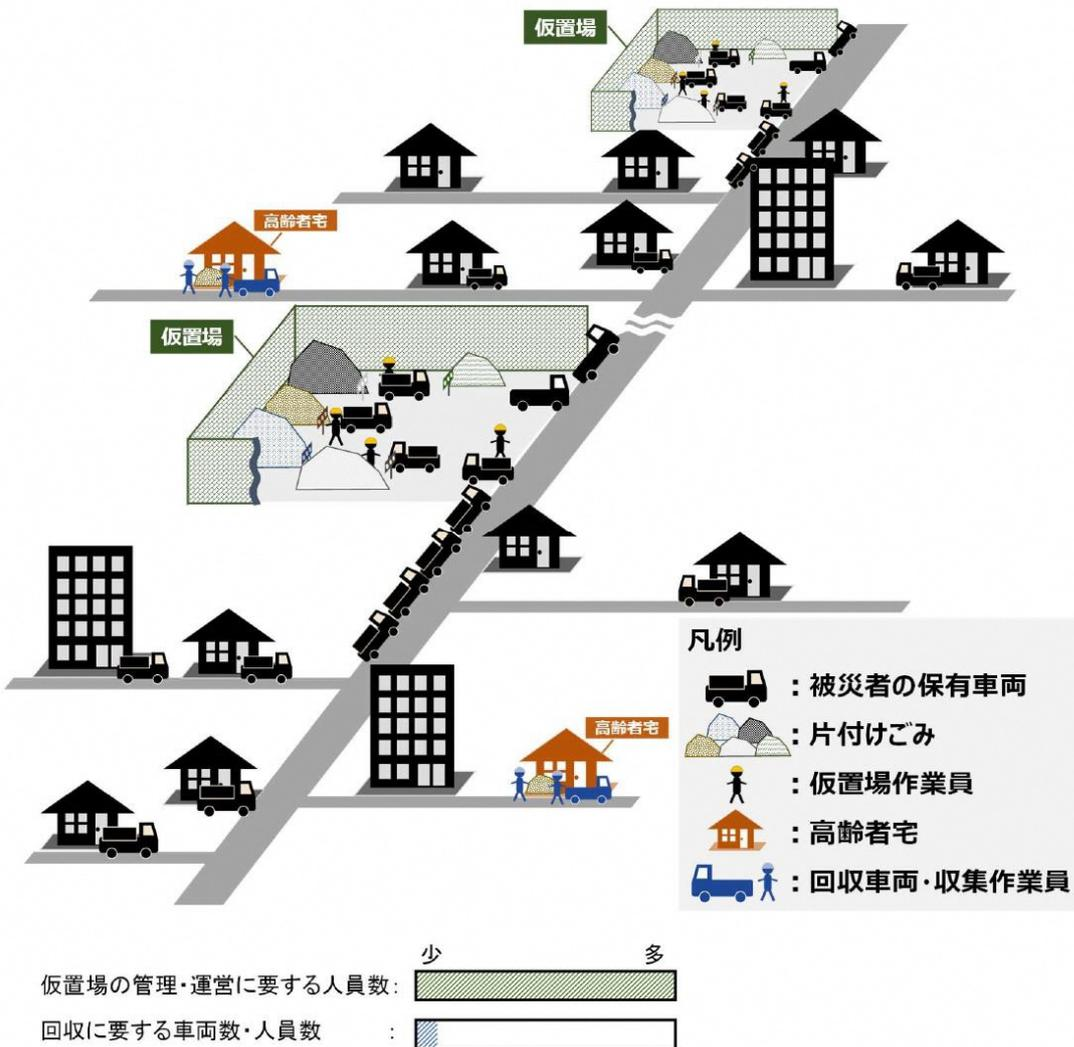 仮置場
高齢者宅
仮置場
高齢者宅
凡例
：被災者の保有車両
：片付けごみ
：仮置場作業員
：高齢者宅
：回収車両・収集作業員
少 多
仮置場の管理・運営に要する人員数：
回収に要する車両数・人員数 ：